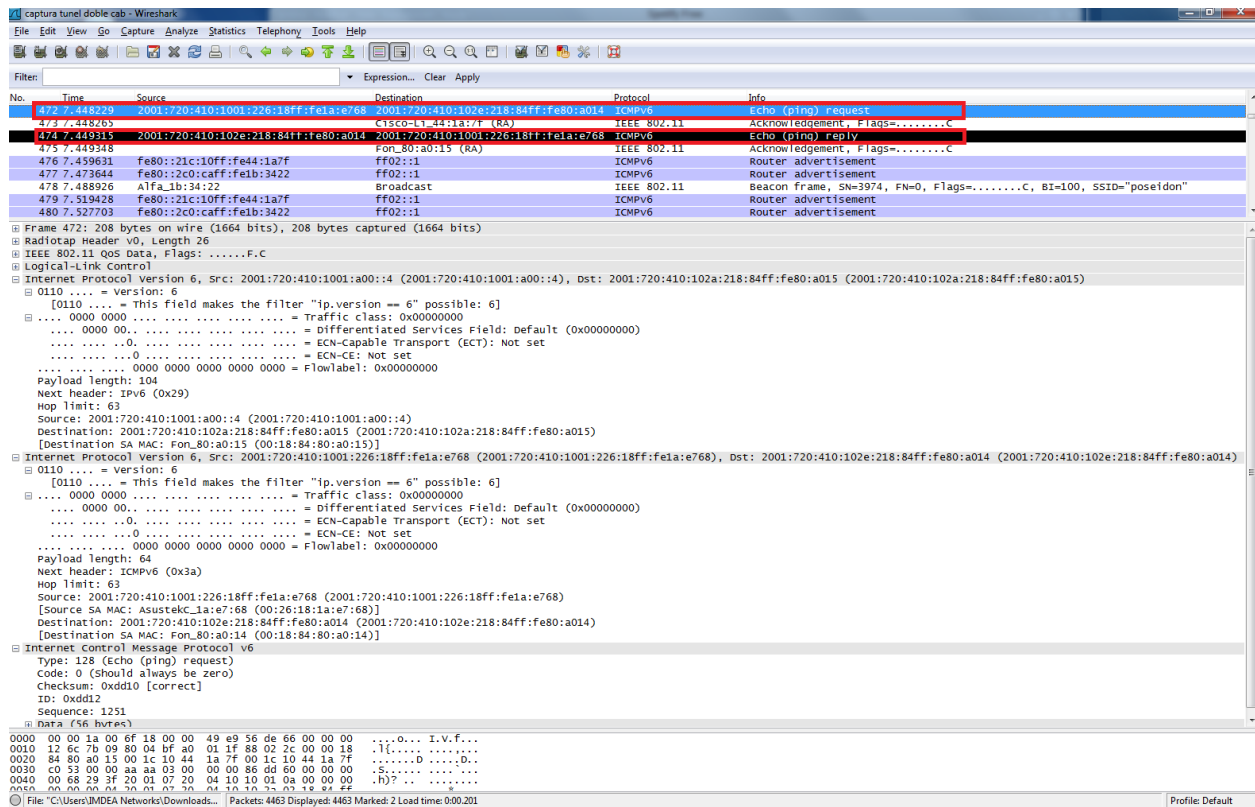 captura tunel doble cab - Wireshark
File Edit View Go Capture Analyze Statistics Telephony Tools Help
Filter: Expression... Clear Apply
No. Time Source Destination Protocol Info
472 7.448229 2001:720:410:1001:226:18ff:fe1a:e768 2001:720:410:102e:218:84ff:fe80:a014 ICMPv6 Echo (ping) request
473 7.448265 Cisco-Li_44:1a:7f (RA) IEEE 802.11 Acknowledgement, Flags=........C
474 7.449315 2001:720:410:102e:218:84ff:fe80:a014 2001:720:410:1001:226:18ff:fe1a:e768 ICMPv6 Echo (ping) reply
475 7.449348 Fon_80:a0:15 (RA) IEEE 802.11 Acknowledgement, Flags=........C
476 7.459631 fe80::21c:10ff:fe44:1a7f ff02::1 ICMPv6 Router advertisement
477 7.473644 fe80::2c0:caff:fe1b:3422 ff02::1 ICMPv6 Router advertisement
478 7.488926 Alfa_1b:34:22 Broadcast IEEE 802.11 Beacon frame, SN=3974, FN=0, Flags=........C, BI=100, SSID="poseidon"
479 7.519428 fe80::21c:10ff:fe44:1a7f ff02::1 ICMPv6 Router advertisement
480 7.527703 fe80::2c0:caff:fe1b:3422 ff02::1 ICMPv6 Router advertisement
Frame 472: 208 bytes on wire (1664 bits), 208 bytes captured (1664 bits)
Radiotap Header v0, Length 26
IEEE 802.11 QoS Data, Flags: ......F.C
Logical-Link Control
Internet Protocol Version 6, Src: 2001:720:410:1001:a00::4 (2001:720:410:1001:a00::4), Dst: 2001:720:410:102a:218:84ff:fe80:a015 (2001:720:410:102a:218:84ff:fe80:a015)
0110 .... = Version: 6
[0110 .... = This field makes the filter "ip.version == 6" possible: 6]
.... 0000 0000 .... .... .... .... .... = Traffic class: 0x00000000
.... 0000 00.. .... .... .... .... .... = Differentiated Services Field: Default (0x00000000)
.... .... ..0. .... .... .... .... .... = ECN-Capable Transport (ECT): Not set
.... .... ...0 .... .... .... .... .... = ECN-CE: Not set
.... .... .... 0000 0000 0000 0000 0000 = Flowlabel: 0x00000000
Payload length: 104
Next header: IPv6 (0x29)
Hop limit: 63
Source: 2001:720:410:1001:a00::4 (2001:720:410:1001:a00::4)
Destination: 2001:720:410:102a:218:84ff:fe80:a015 (2001:720:410:102a:218:84ff:fe80:a015)
[Destination SA MAC: Fon_80:a0:15 (00:18:84:80:a0:15)]
Internet Protocol Version 6, Src: 2001:720:410:1001:226:18ff:fe1a:e768 (2001:720:410:1001:226:18ff:fe1a:e768), Dst: 2001:720:410:102e:218:84ff:fe80:a014 (2001:720:410:102e:218:84ff:fe80:a014)
0110 .... = Version: 6
[0110 .... = This field makes the filter "ip.version == 6" possible: 6]
.... 0000 0000 .... .... .... .... .... = Traffic class: 0x00000000
.... 0000 00.. .... .... .... .... .... = Differentiated Services Field: Default (0x00000000)
.... .... ..0. .... .... .... .... .... = ECN-Capable Transport (ECT): Not set
.... .... ...0 .... .... .... .... .... = ECN-CE: Not set
.... .... .... 0000 0000 0000 0000 0000 = Flowlabel: 0x00000000
Payload length: 64
Next header: ICMPv6 (0x3a)
Hop limit: 63
Source: 2001:720:410:1001:226:18ff:fe1a:e768 (2001:720:410:1001:226:18ff:fe1a:e768)
[Source SA MAC: AsustekC_1a:e7:68 (00:26:18:1a:e7:68)]
Destination: 2001:720:410:102e:218:84ff:fe80:a014 (2001:720:410:102e:218:84ff:fe80:a014)
[Destination SA MAC: Fon_80:a0:14 (00:18:84:80:a0:14)]
Internet Control Message Protocol v6
Type: 128 (Echo (ping) request)
Code: 0 (Should always be zero)
Checksum: 0xdd10 [correct]
ID: 0xdd12
Sequence: 1251
Data (56 bytes)
0000 00 00 1a 00 6f 18 00 00 49 e9 56 de 66 00 00 00 ....o... I.V.f...
0010 12 6c 7b 09 80 04 bf a0 01 1f 88 02 2c 00 00 18 .l{..... ....,...
0020 84 80 a0 15 00 1c 10 44 1a 7f 00 1c 10 44 1a 7f .......D .....D..
0030 c0 53 00 00 aa aa 03 00 00 00 86 dd 60 00 00 00 .S...... ....`...
0040 00 68 29 3f 20 01 07 20 04 10 10 01 0a 00 00 00 .h)? .. ........
0050 00 00 00 04 20 01 07 20 04 10 10 2a 02 18 84 ff
File: "C:\Users\IMDEA Networks\Downloads... Packets: 4463 Displayed: 4463 Marked: 2 Load time: 0:00.201 Profile: Default